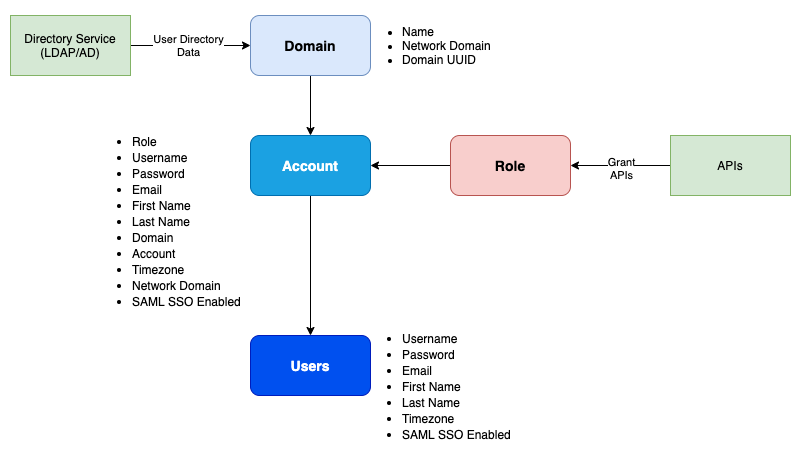 Directory Service
(LDAP/AD)
User Directory
Data
Domain
• Name
• Network Domain
• Domain UUID
• Role
• Username
• Password
• Email
• First Name
• Last Name
• Domain
• Account
• Timezone
• Network Domain
• SAML SSO Enabled
Account
Role
Grant
APIs
APIs
Users
• Username
• Password
• Email
• First Name
• Last Name
• Timezone
• SAML SSO Enabled